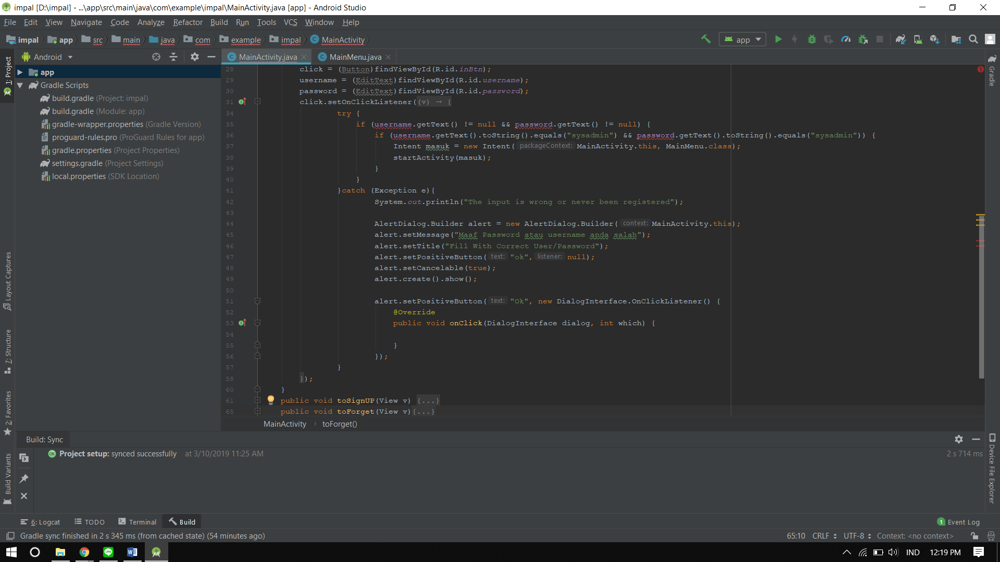 impal [D:\impal] - ...\app\src\main\java\com\example\impal\MainActivity.java [app] - Android Studio
File Edit View Navigate Code Analyze Refactor Build Run Tools VCS Window Help
impal app src main java com example impal MainActivity app
1: Project
Android
app
Gradle Scripts
build.gradle (Project: impal)
build.gradle (Module: app)
gradle-wrapper.properties (Gradle Version)
proguard-rules.pro (ProGuard Rules for app)
gradle.properties (Project Properties)
settings.gradle (Project Settings)
local.properties (SDK Location)
Layout Captures
7: Structure
2: Favorites
Build Variants
MainActivity.java MainMenu.java
28 click = (Button)findViewById(R.id.inBtn);
29 username = (EditText)findViewById(R.id.username);
30 password = (EditText)findViewById(R.id.password);
31 click.setOnClickListener((v) → {
34 try {
35 if (username.getText() != null && password.getText() != null) {
36 if (username.getText().toString().equals("sysadmin") && password.getText().toString().equals("sysadmin")) {
37 Intent masuk = new Intent( packageContext: MainActivity.this, MainMenu.class);
38 startActivity(masuk);
39 }
40 }
41 }catch (Exception e){
42 System.out.println("The input is wrong or never been registered");
43
44 AlertDialog.Builder alert = new AlertDialog.Builder( context: MainActivity.this);
45 alert.setMessage("Maaf Password atau username anda salah");
46 alert.setTitle("Fill With Correct User/Password");
47 alert.setPositiveButton( text: "ok", listener: null);
48 alert.setCancelable(true);
49 alert.create().show();
50
51 alert.setPositiveButton( text: "Ok", new DialogInterface.OnClickListener() {
52 @Override
53 public void onClick(DialogInterface dialog, int which) {
54
55 }
56 });
57 }
58 });
60 }
61 public void toSignUP(View v) {...}
65 public void toForget(View v){...}
MainActivity › toForget()
Gradle
Device File Explorer
Build: Sync
Project setup: synced successfully at 3/10/2019 11:25 AM 2 s 714 ms
6: Logcat TODO Terminal Build 1 Event Log
Gradle sync finished in 2 s 345 ms (from cached state) (54 minutes ago) 65:10 CRLF UTF-8 Context: <no context>
IND 12:19 PM